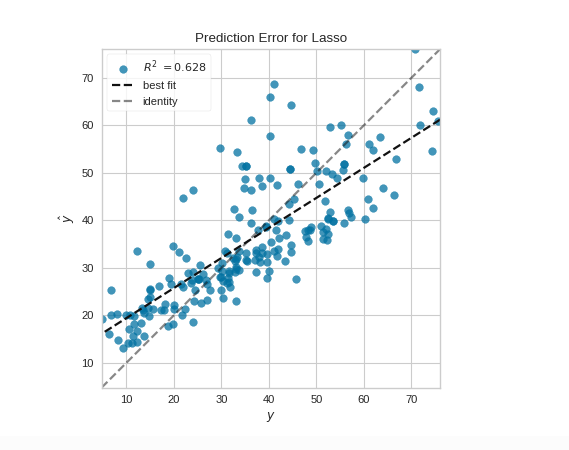 Prediction Error for Lasso
R² = 0.628
best fit
identity
70
60
50
40
30
20
10
ŷ
10 20 30 40 50 60 70
y